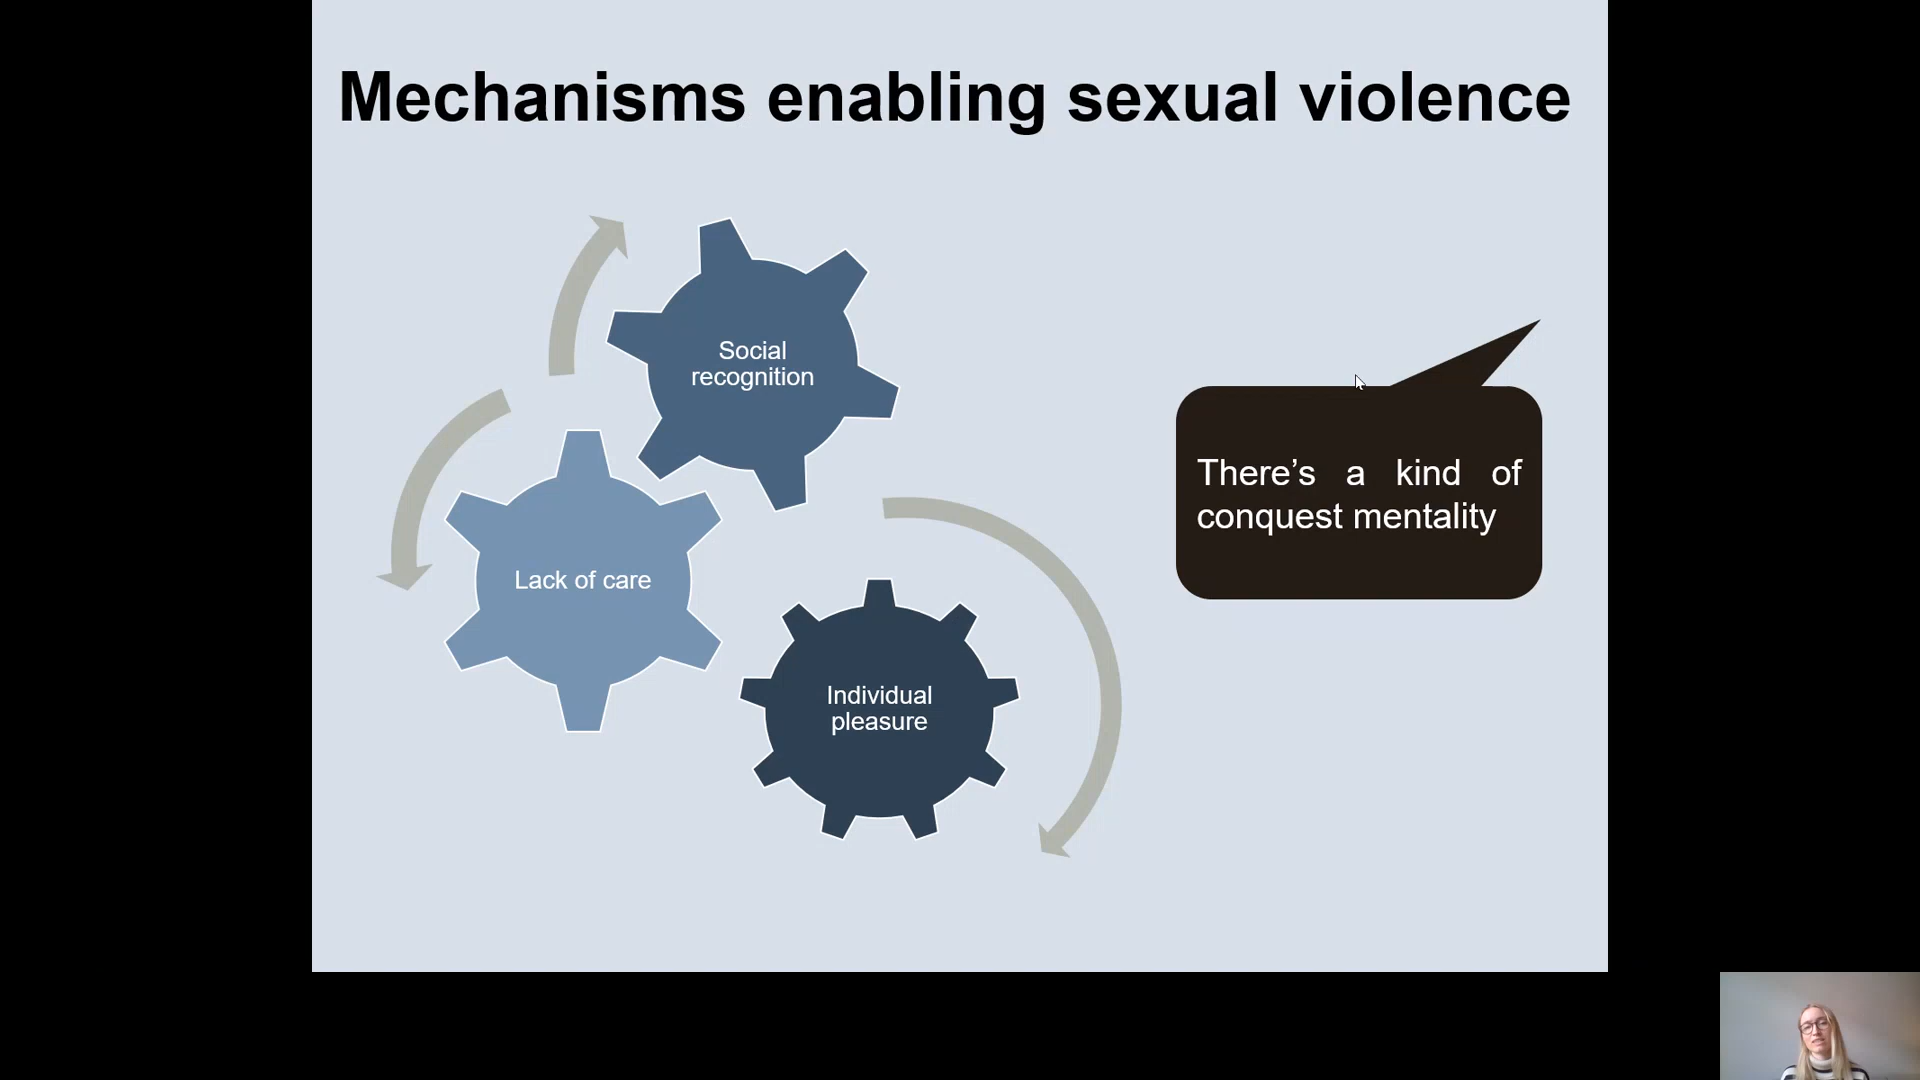 Mechanisms enabling sexual violence
Social
recognition
Lack of care
Individual
pleasure
There’s a kind of
conquest mentality